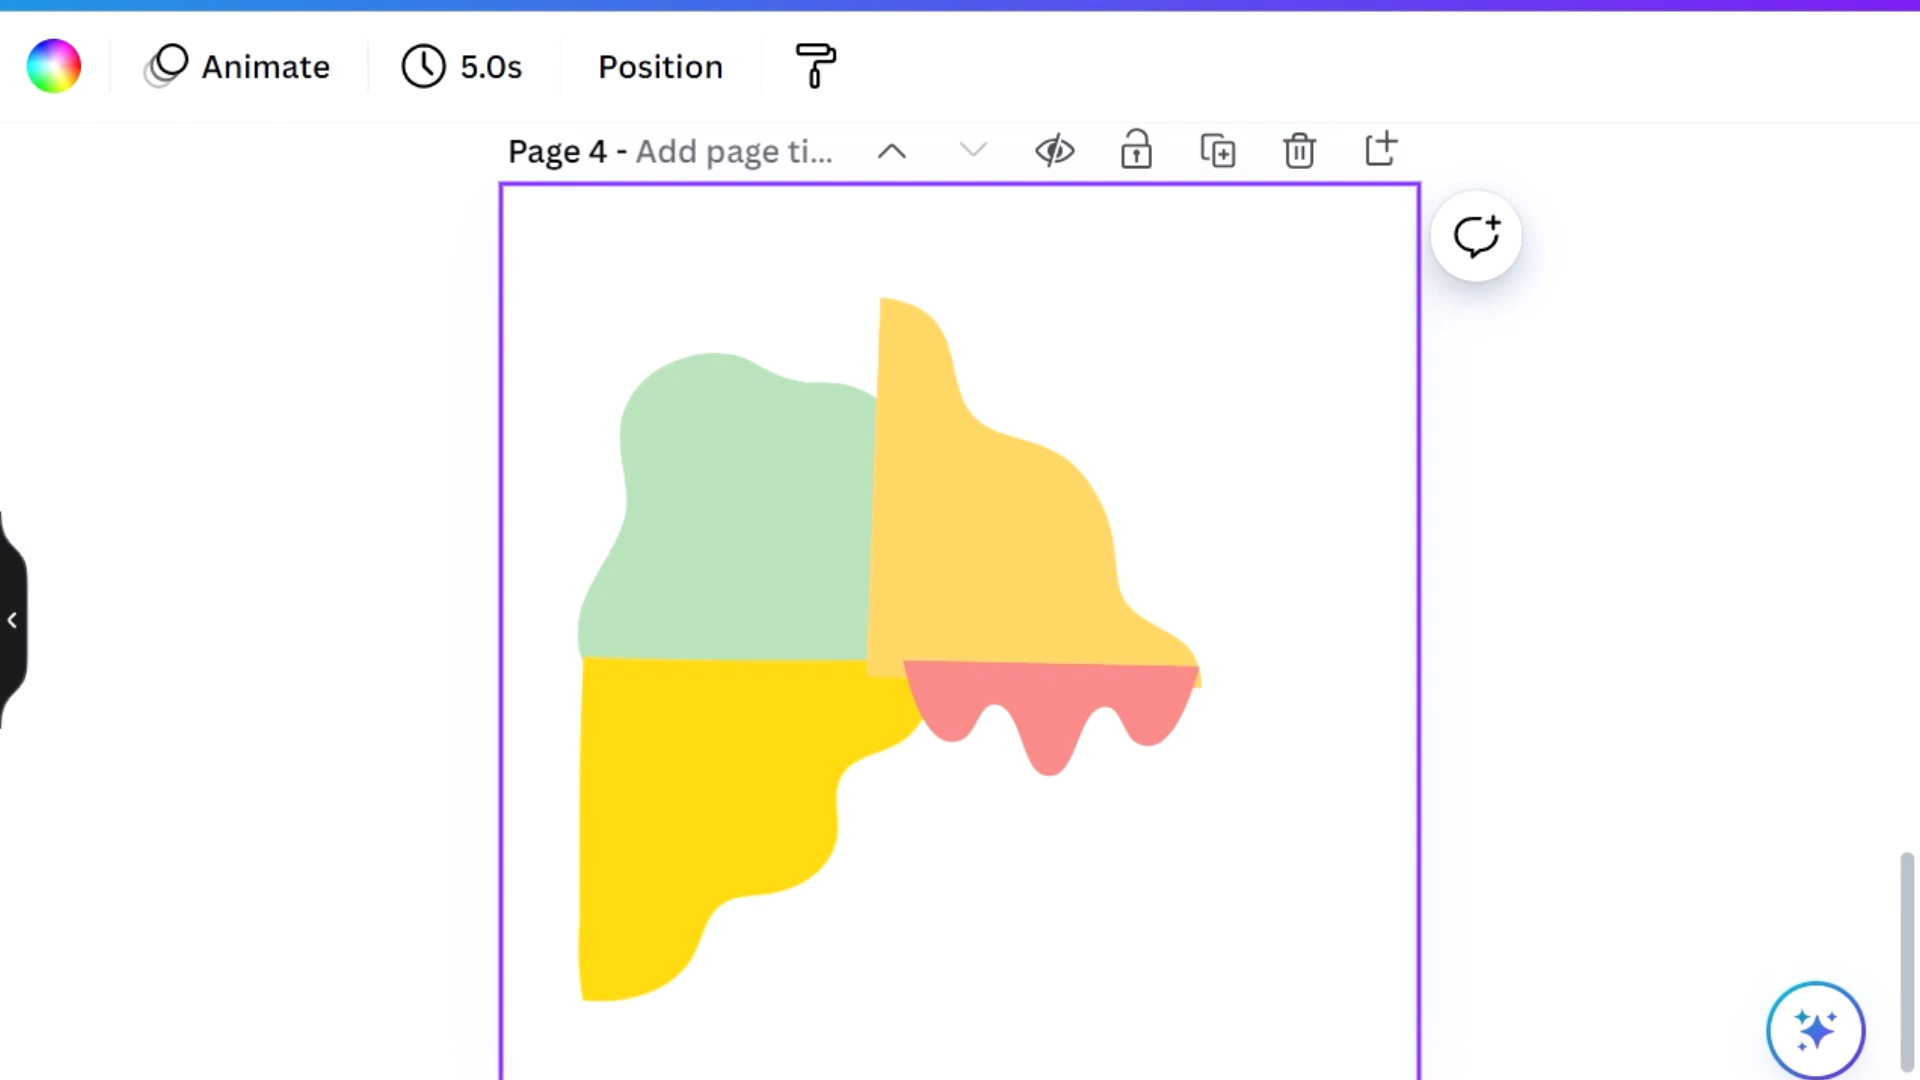 Animate 5.0s Position
Page 4 - Add page ti...